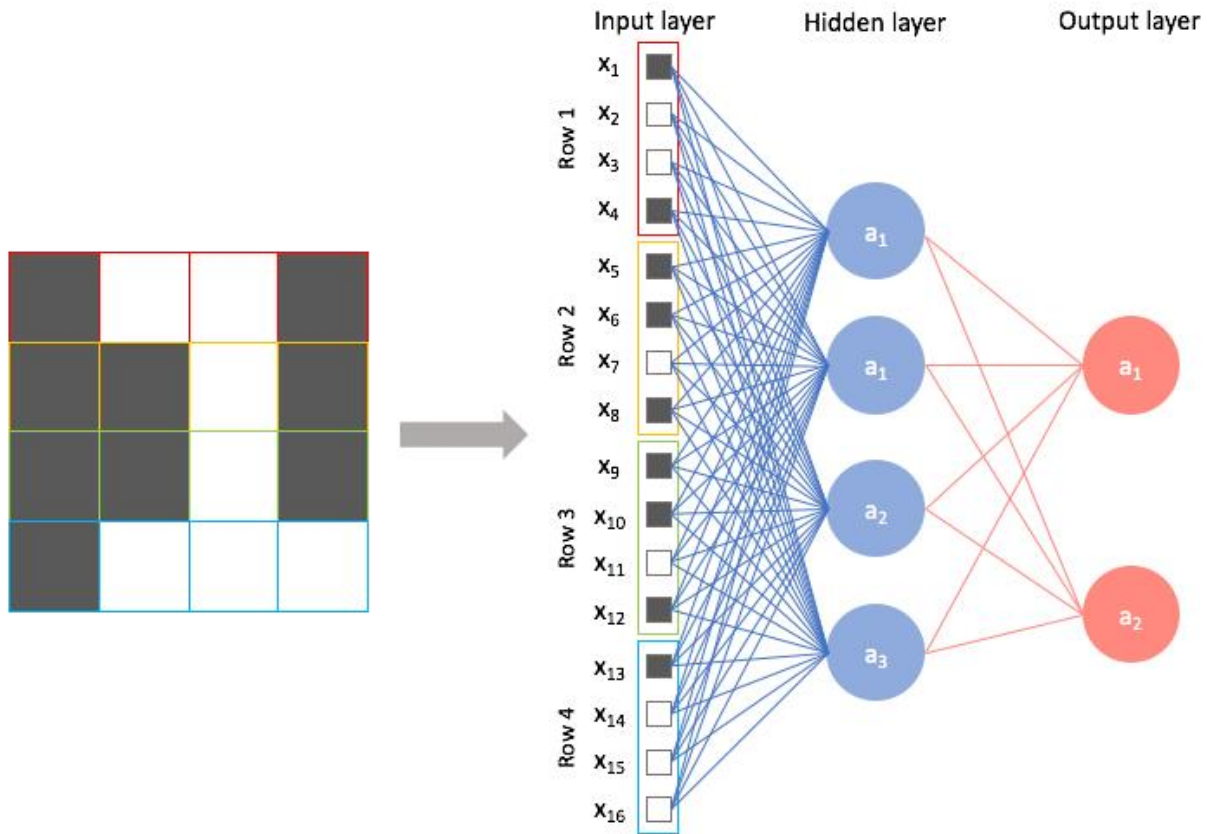 Input layer
Hidden layer
Output layer
Row 1
x₁
x₂
x₃
x₄
Row 2
x₅
x₆
x₇
x₈
Row 3
x₉
x₁₀
x₁₁
x₁₂
Row 4
x₁₃
x₁₄
x₁₅
x₁₆
a₁
a₁
a₂
a₃
a₁
a₂